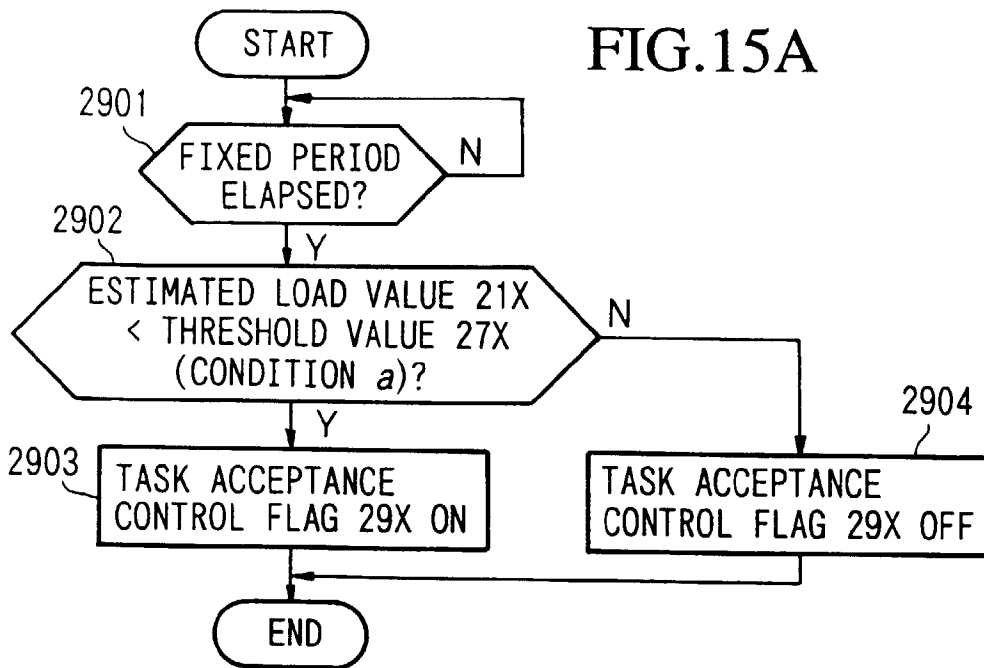 START
FIG.15A
2901
FIXED PERIOD
ELAPSED?
N
2902
Y
ESTIMATED LOAD VALUE 21X
< THRESHOLD VALUE 27X
(CONDITION a)?
N
Y
2903
TASK ACCEPTANCE
CONTROL FLAG 29X ON
2904
TASK ACCEPTANCE
CONTROL FLAG 29X OFF
END